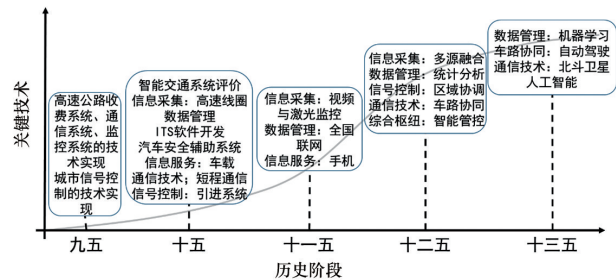 关键技术
高速公路收
费系统、通
信系统、监
控系统的技
术实现
城市信号控
制的技术实
现
智能交通系统评价
信息采集：高速线圈
数据管理
ITS软件开发
汽车安全辅助系统
信息服务：车载
通信技术；短程通信
信号控制：引进系统
信息采集：视频
与激光监控
数据管理：全国
联网
信息服务：手机
信息采集：多源融合
数据管理：统计分析
信号控制：区域协调
通信技术：车路协同
综合枢纽：智能管控
数据管理：机器学习
车路协同：自动驾驶
通信技术：北斗卫星
人工智能
九五
十五
十一五
十二五
十三五
历史阶段